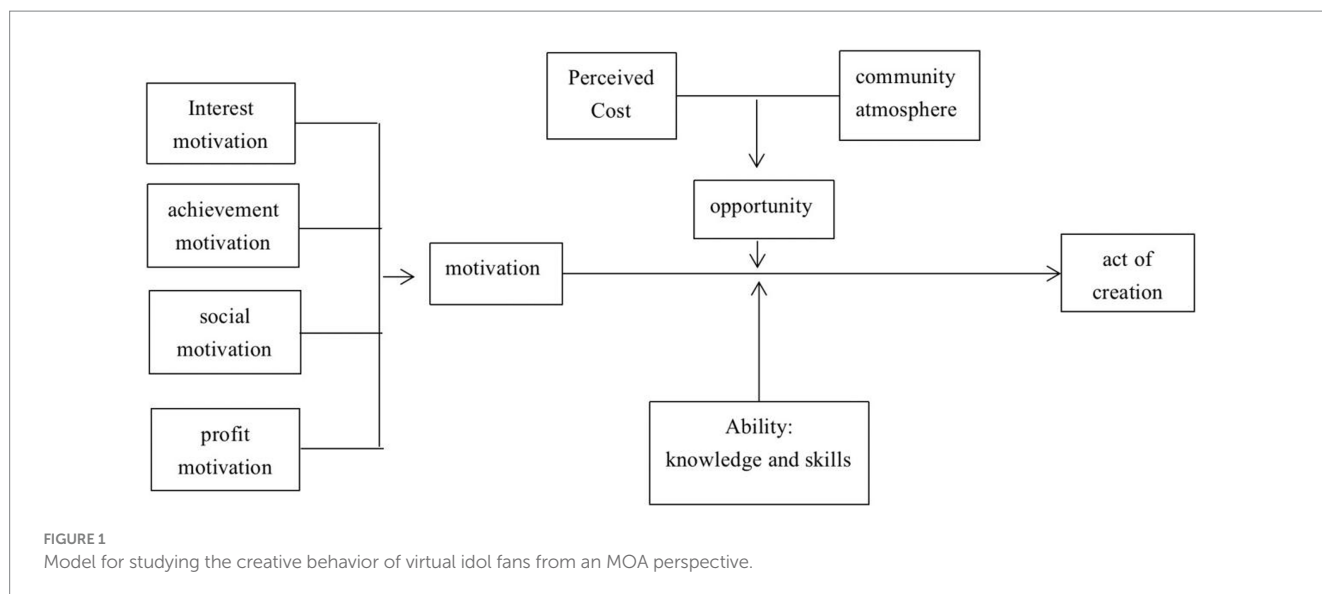 Interest
motivation
achievement
motivation
social
motivation
profit
motivation
motivation
Perceived
Cost
community
atmosphere
opportunity
Ability:
knowledge and skills
act of
creation
FIGURE 1
Model for studying the creative behavior of virtual idol fans from an MOA perspective.